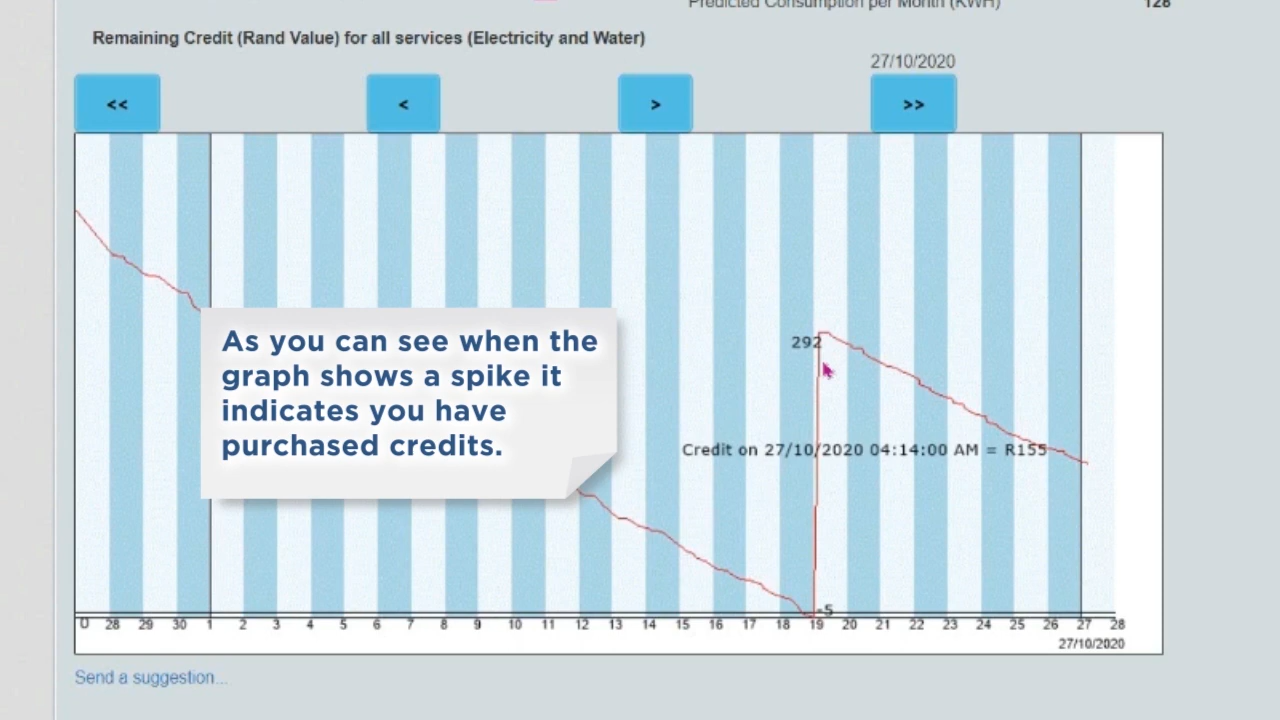 Predicted Consumption per Month (KWH) 128
Remaining Credit (Rand Value) for all services (Electricity and Water)
27/10/2020
<< < > >>
As you can see when the
graph shows a spike it
indicates you have
purchased credits.
292
Credit on 27/10/2020 04:14:00 AM = R155
-5
0 28 29 30 1 2 3 4 5 6 7 8 9 10 11 12 13 14 15 16 17 18 19 20 21 22 23 24 25 26 27 28
27/10/2020
Send a suggestion...